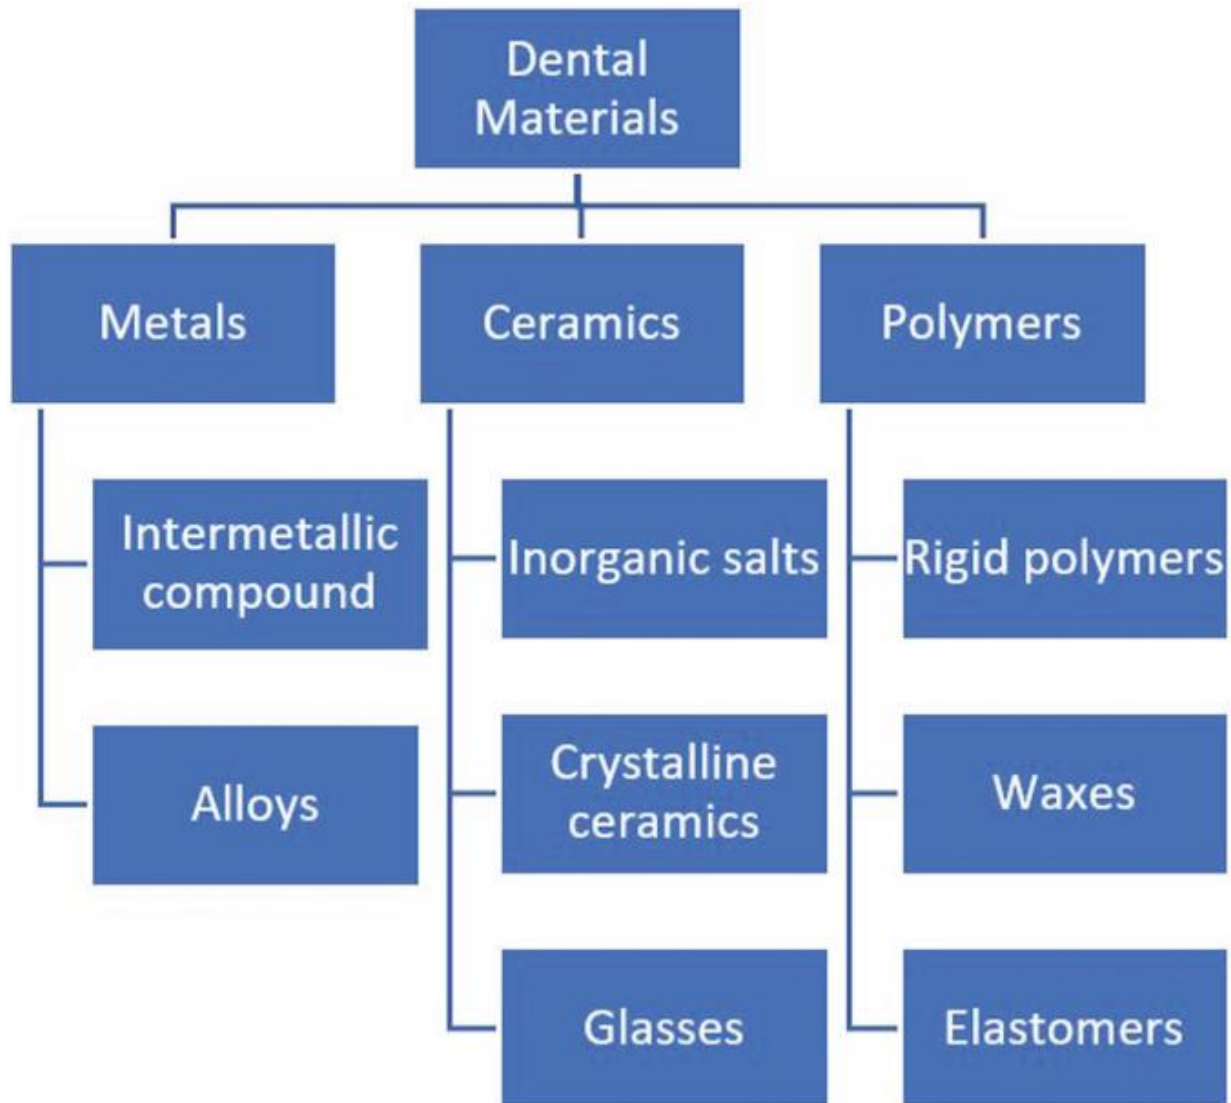 Dental
Materials
Metals
Ceramics
Polymers
Intermetallic
compound
Inorganic salts
Rigid polymers
Alloys
Crystalline
ceramics
Waxes
Glasses
Elastomers